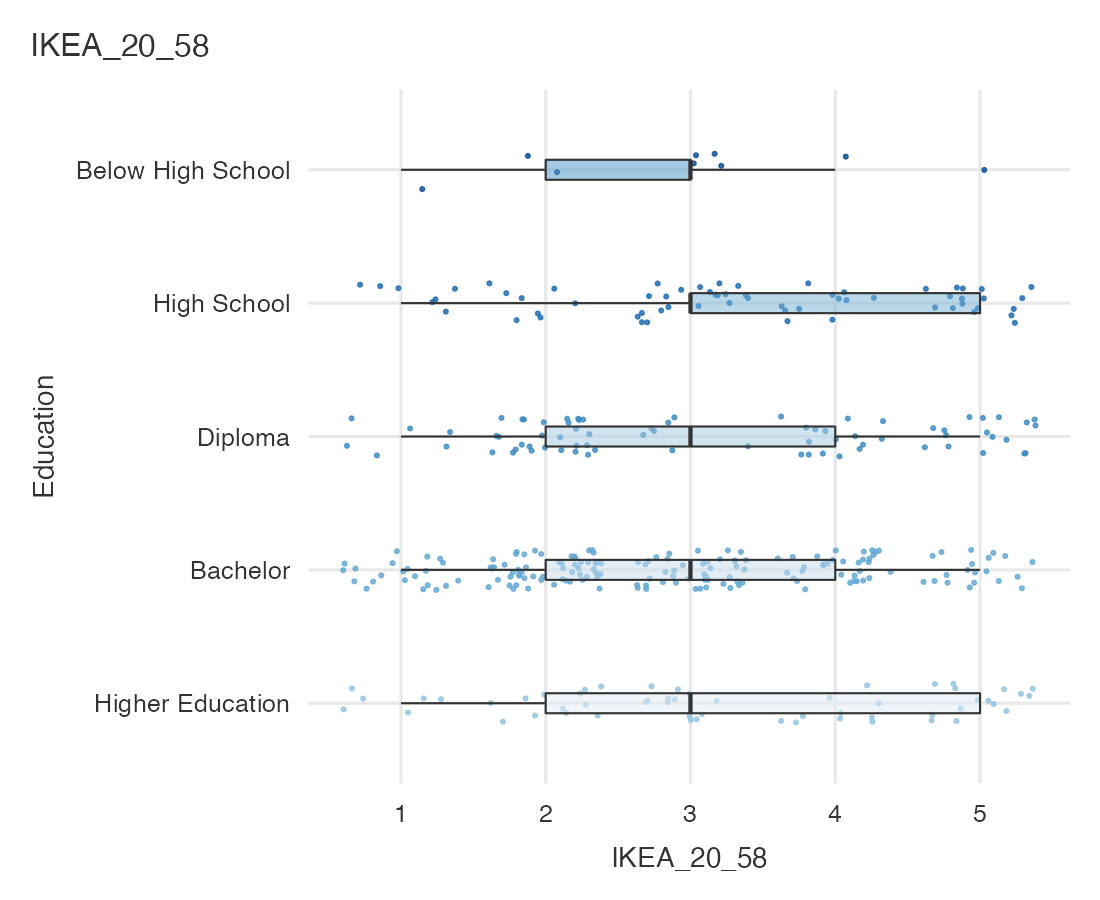 IKEA_20_58
Below High School
High School
Diploma
Bachelor
Higher Education
Education
1 2 3 4 5
IKEA_20_58